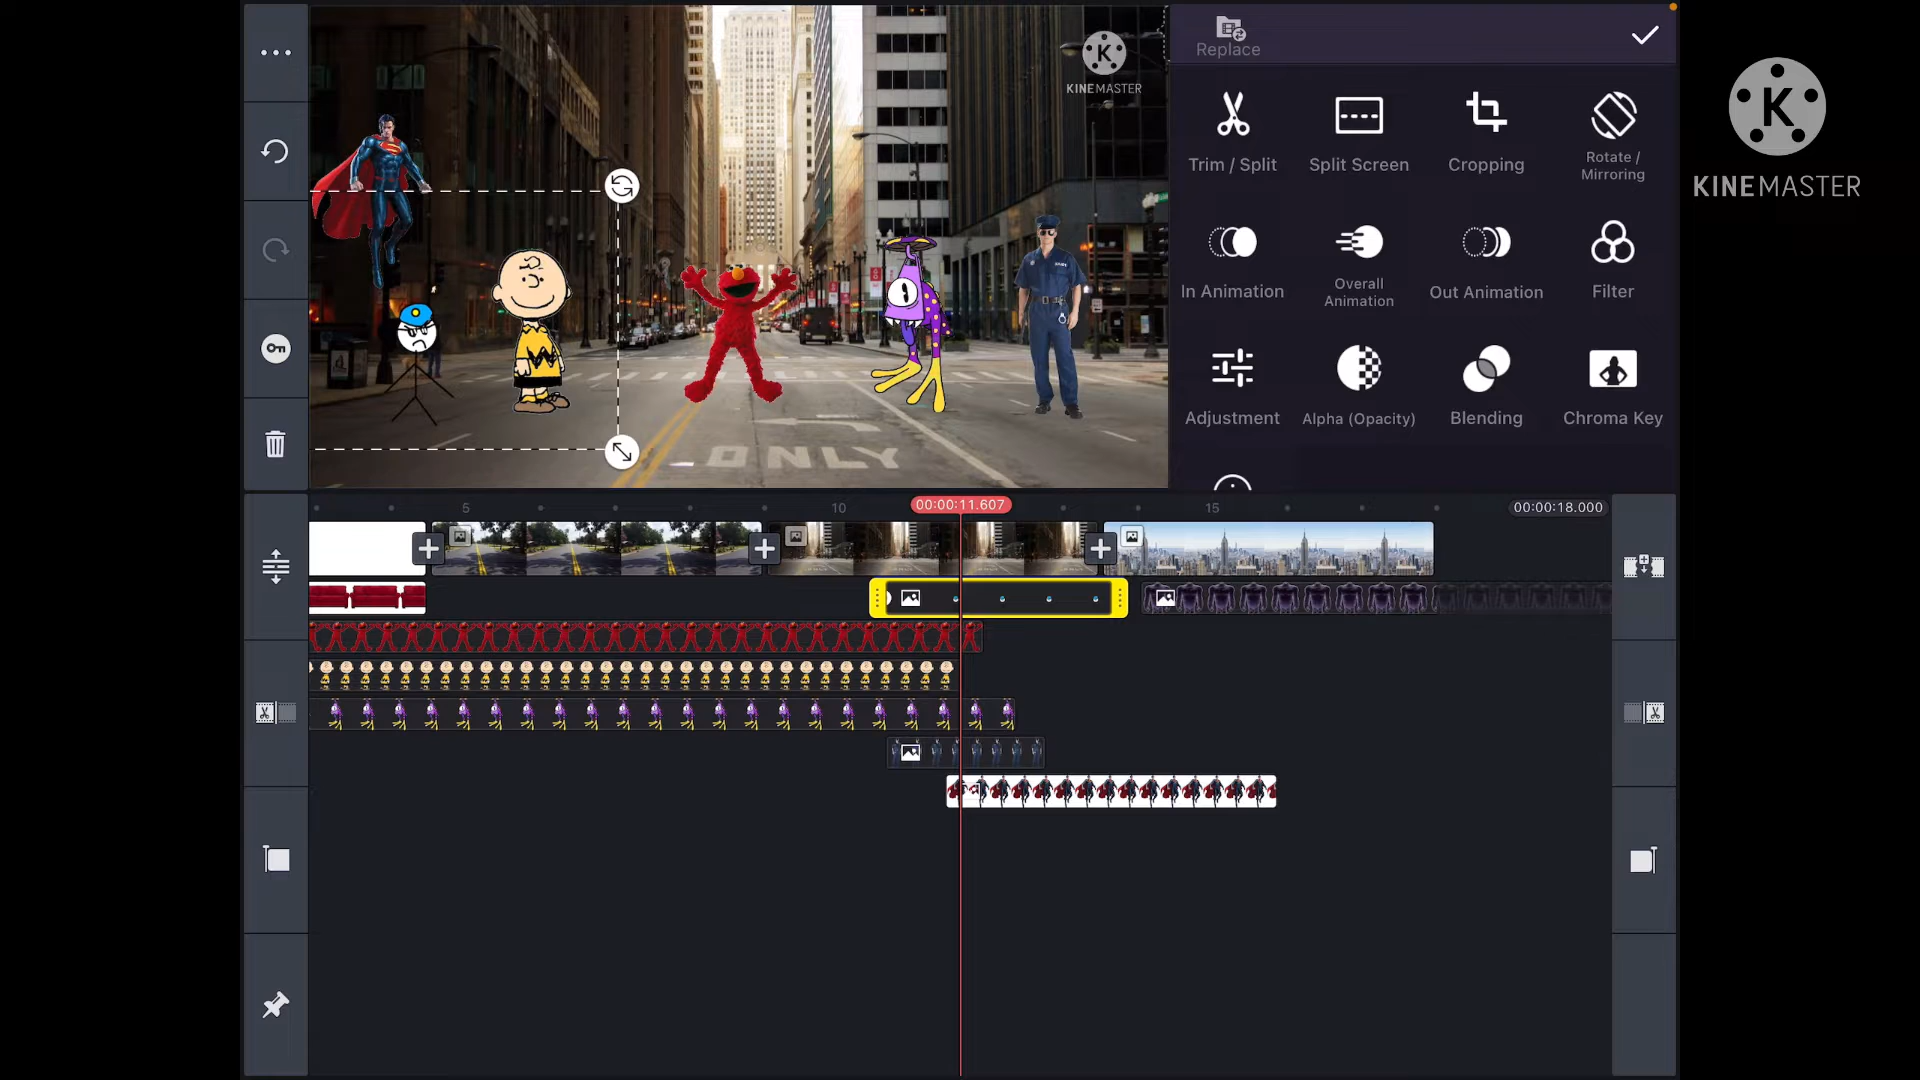 KINEMASTER
ONLY
Replace
Trim / Split
Split Screen
Cropping
Rotate /
Mirroring
In Animation
Overall
Animation
Out Animation
Filter
Adjustment
Alpha (Opacity)
Blending
Chroma Key
KINEMASTER
5
10
00:00:11.607
15
00:00:18.000